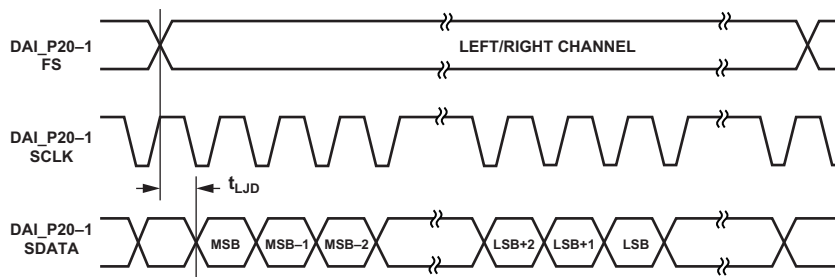 DAI_P20–1
FS
LEFT/RIGHT CHANNEL
DAI_P20–1
SCLK
tLJD
DAI_P20–1
SDATA
MSB
MSB–1
MSB–2
LSB+2
LSB+1
LSB